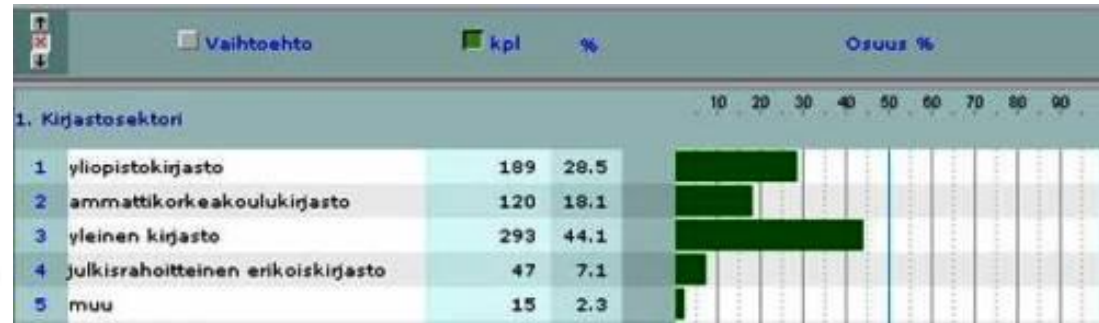 Vaihtoehto kpl % Osuus %
1. Kirjastosektori 10 20 30 40 50 60 70 80 90
1 yliopistokirjasto 189 28.5
2 ammattikorkeakoulukirjasto 120 18.1
3 yleinen kirjasto 293 44.1
4 julkisrahoitteinen erikoiskirjasto 47 7.1
5 muu 15 2.3